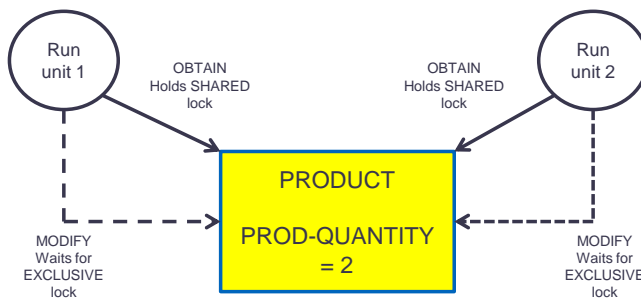 Run
unit 1
OBTAIN
Holds SHARED
lock
OBTAIN
Holds SHARED
lock
Run
unit 2
PRODUCT
PROD-QUANTITY
= 2
MODIFY
Waits for
EXCLUSIVE
lock
MODIFY
Waits for
EXCLUSIVE
lock